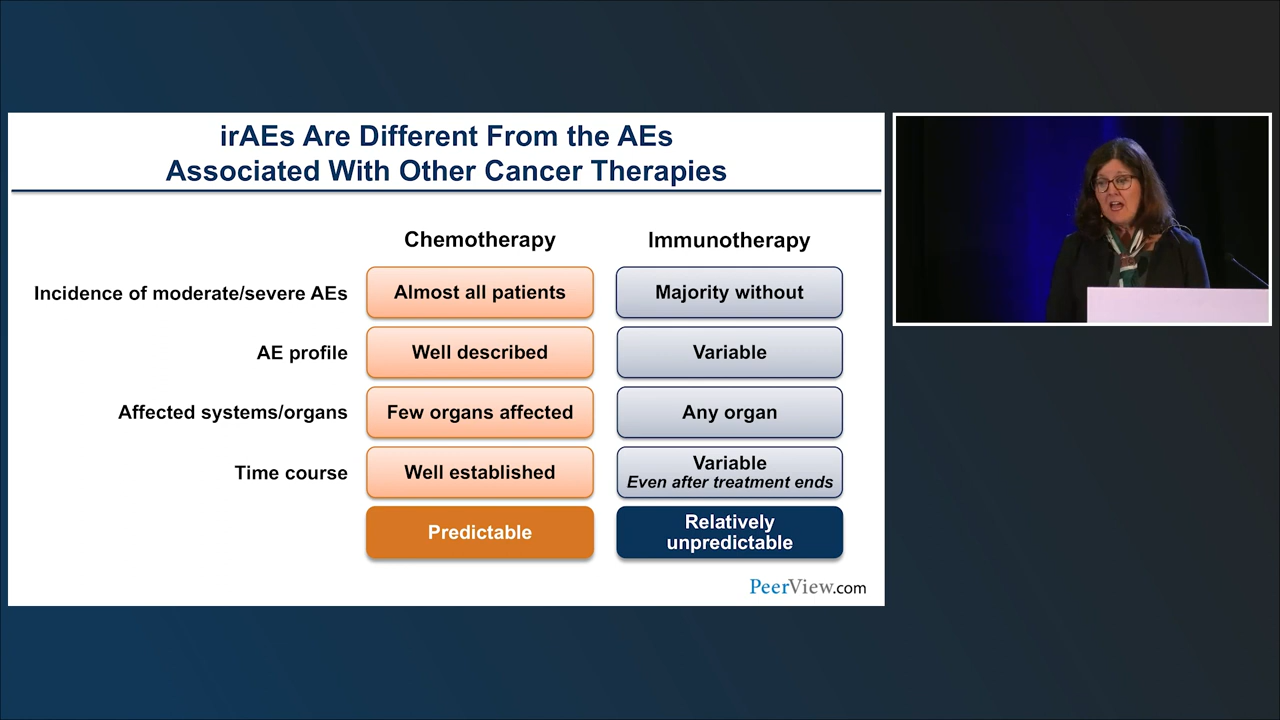 irAEs Are Different From the AEs
Associated With Other Cancer Therapies
Chemotherapy
Immunotherapy
Incidence of moderate/severe AEs
Almost all patients
Majority without
AE profile
Well described
Variable
Affected systems/organs
Few organs affected
Any organ
Time course
Well established
Variable
Even after treatment ends
Predictable
Relatively
unpredictable
PeerView.com